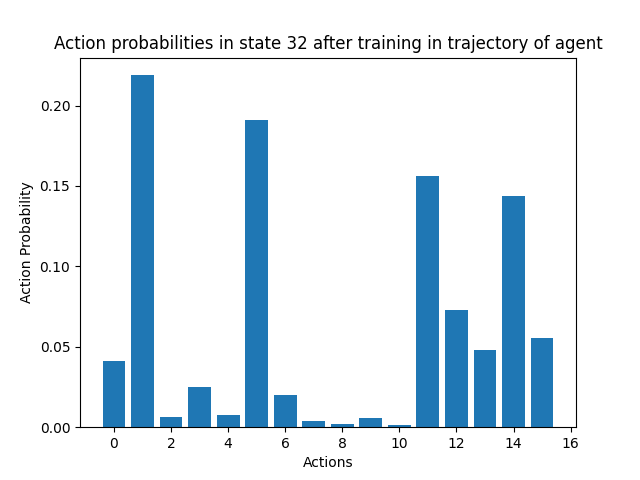 Action probabilities in state 32 after training in trajectory of agent
0.20
0.15
0.10
0.05
0.00
Action Probability
0 2 4 6 8 10 12 14 16
Actions